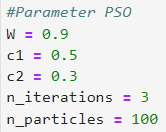 #Parameter PSO
W = 0.9
c1 = 0.5
c2 = 0.3
n_iterations = 3
n_particles = 100